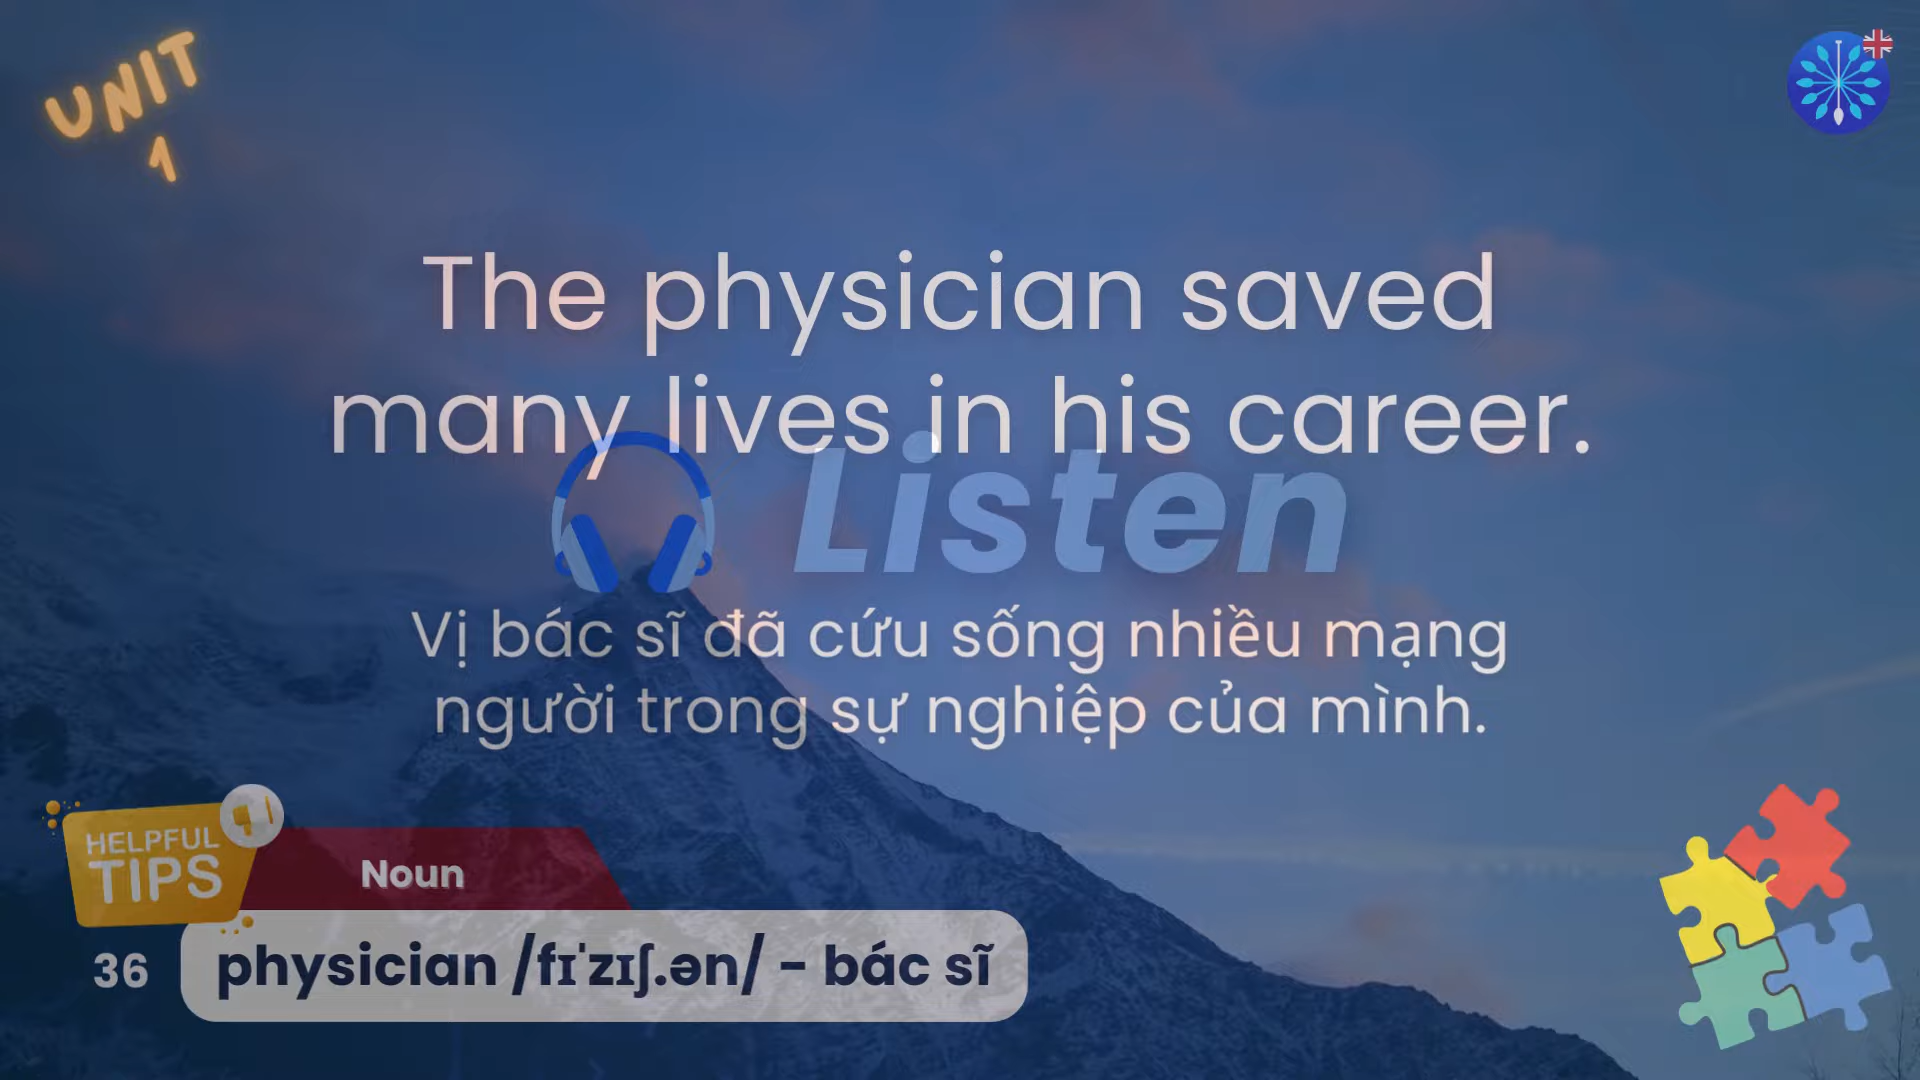 UNIT
1
The physician saved
many lives in his career.
Listen
Vị bác sĩ đã cứu sống nhiều mạng
người trong sự nghiệp của mình.
HELPFUL
TIPS
Noun
36
physician /fɪˈzɪʃ.ən/ - bác sĩ